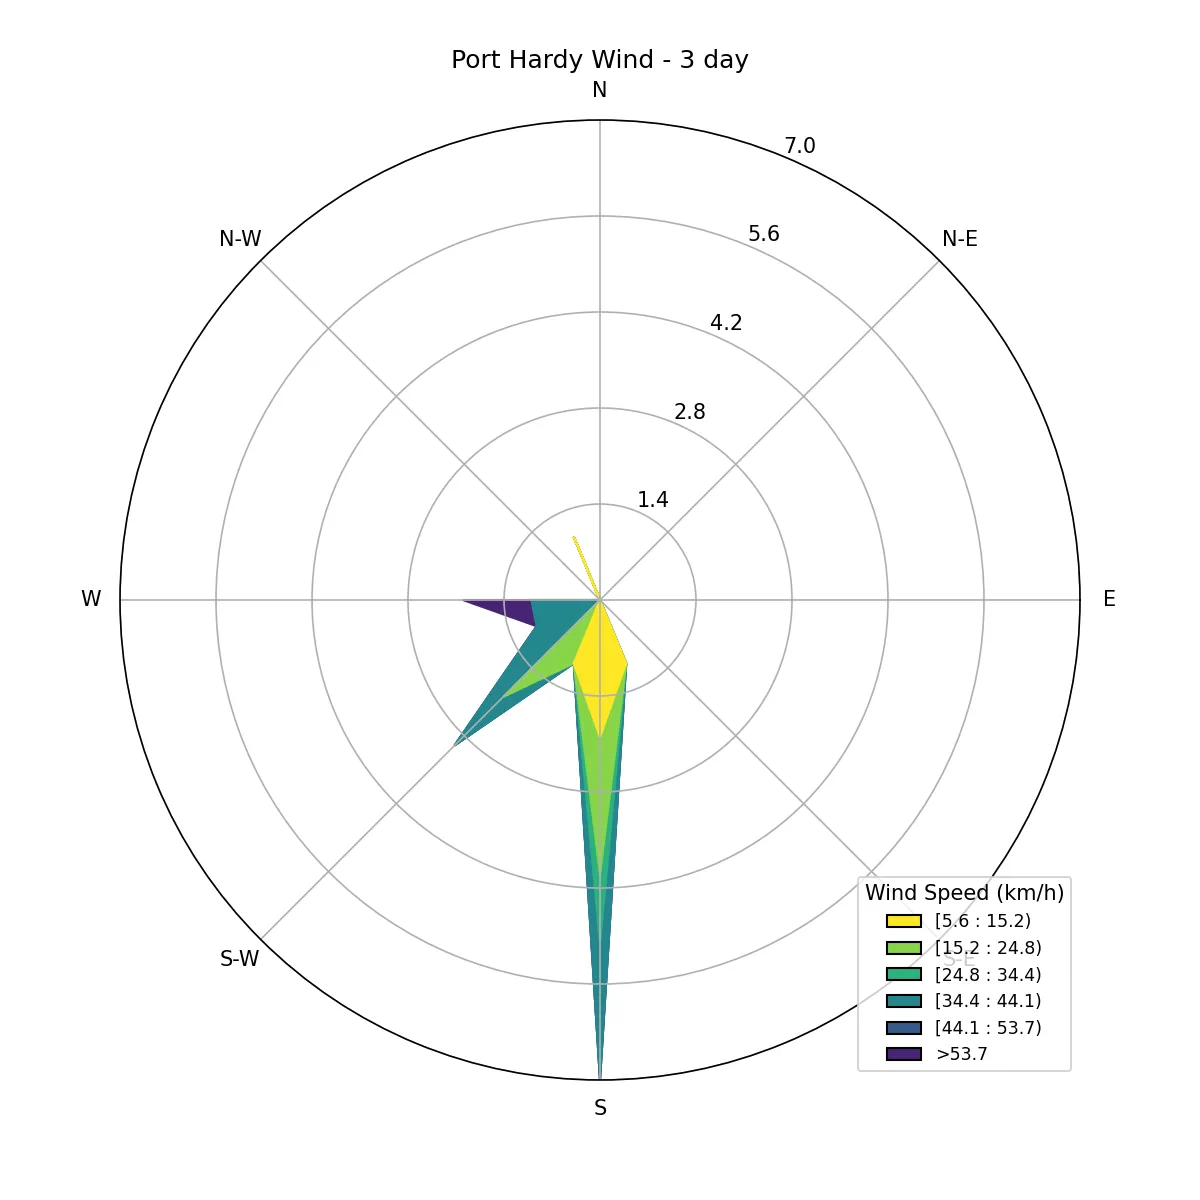 Port Hardy Wind - 3 day
N
7.0
N-W
5.6
N-E
4.2
2.8
1.4
W
E
S-W
S-E
S
Wind Speed (km/h)
[5.6 : 15.2)
[15.2 : 24.8)
[24.8 : 34.4)
[34.4 : 44.1)
[44.1 : 53.7)
>53.7